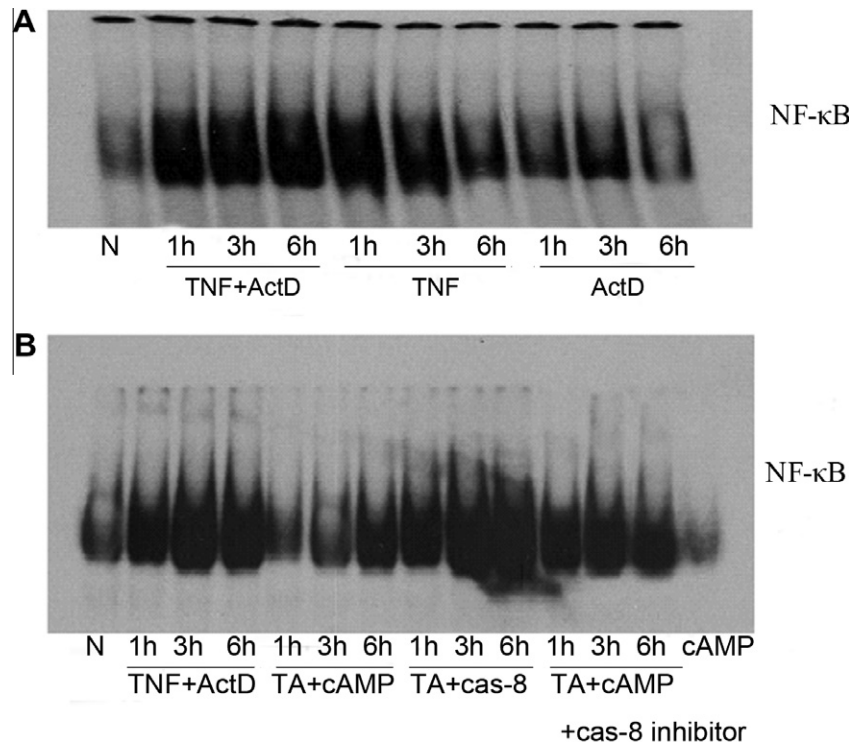 A
NF-κB
N 1h 3h 6h 1h 3h 6h 1h 3h 6h
TNF+ActD TNF ActD
B
NF-κB
N 1h 3h 6h 1h 3h 6h 1h 3h 6h 1h 3h 6h cAMP
TNF+ActD TA+cAMP TA+cas-8 TA+cAMP
+cas-8 inhibitor